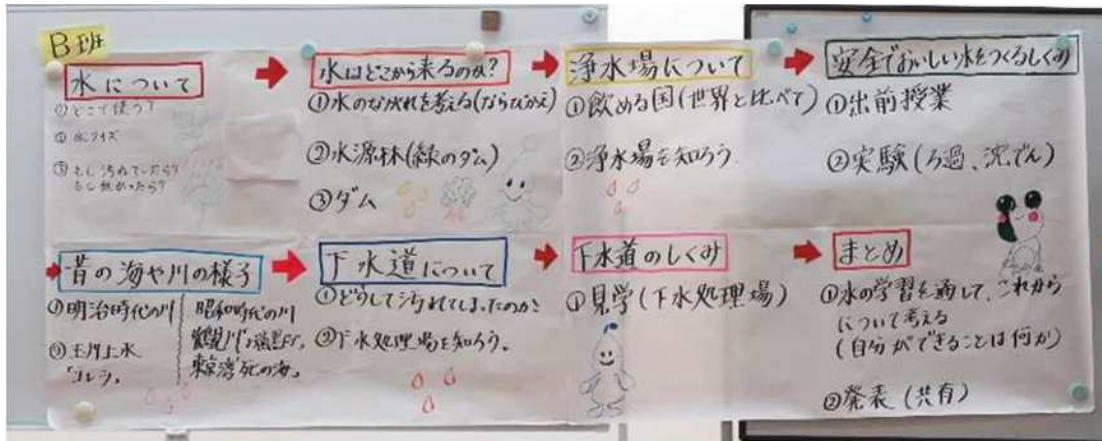 B班
水について
①どこで使う?
②水クイズ
③もし汚れていたら?
もし無かったら?
水はどこから来るのか?
①水のながれを考える(ならびかえ)
②水源林(緑のダム)
③ダム
浄水場について
①飲める国(世界と比べて)
②浄水場を知ろう
安全でおいしい水をつくるしくみ
①出前授業
②実験(ろ過、沈でん)
昔の海や川の様子
①明治時代の川
②玉川上水
「コレラ」
昭和時代の川
東京湾「死の海」
下水道について
①どうして汚れてしまったのか
②下水処理場を知ろう。
下水道のしくみ
①見学(下水処理場)
まとめ
①水の学習を通して、これから
について考える
(自分ができることは何か)
②発表(共有)